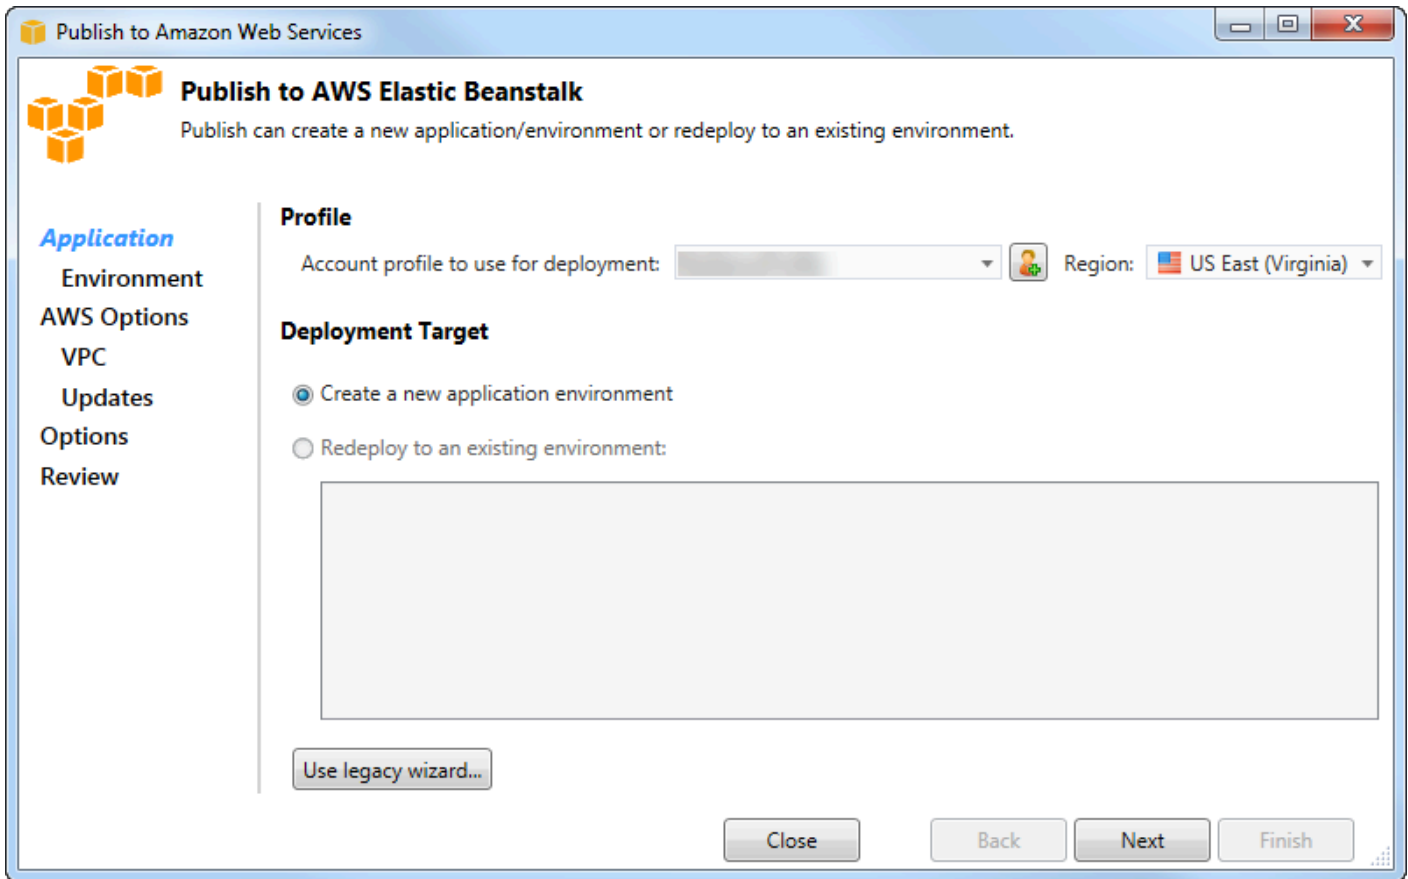 Publish to Amazon Web Services
Publish to AWS Elastic Beanstalk
Publish can create a new application/environment or redeploy to an existing environment.
Application
Environment
AWS Options
VPC
Updates
Options
Review
Profile
Account profile to use for deployment:
Region:
US East (Virginia)
Deployment Target
Create a new application environment
Redeploy to an existing environment:
Use legacy wizard...
Close
Back
Next
Finish